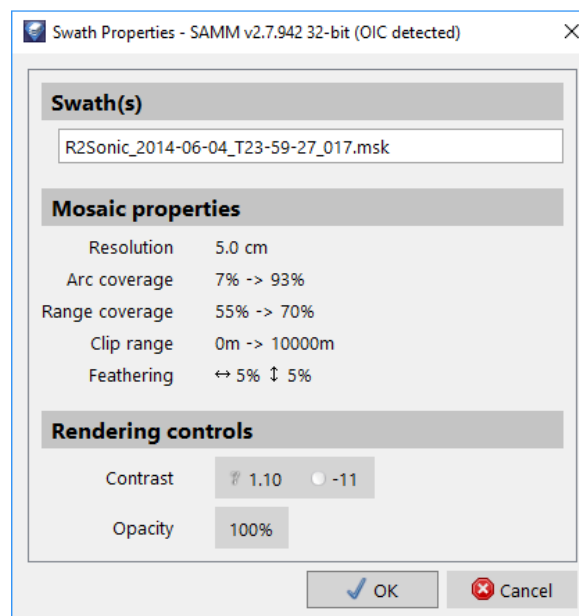 Swath Properties - SAMM v2.7.942 32-bit (OIC detected)
Swath(s)
R2Sonic_2014-06-04_T23-59-27_017.msk
Mosaic properties
Resolution 5.0 cm
Arc coverage 7% -> 93%
Range coverage 55% -> 70%
Clip range 0m -> 10000m
Feathering ↔ 5% ↕ 5%
Rendering controls
Contrast 1.10 -11
Opacity 100%
OK Cancel